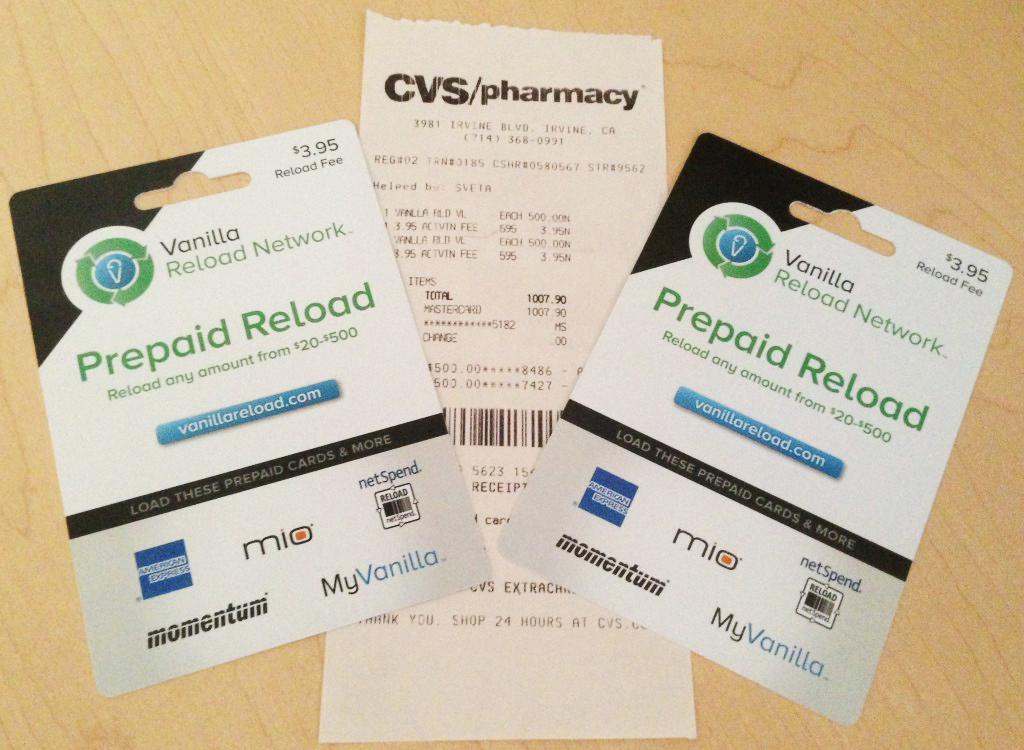 CVS/pharmacy
3981 IRVINE BLVD, IRVINE, CA
(714) 368-0991
REG#02 TRN#0185 CSHR#0580567 STR#9562
Helped by: SVETA
1 VANLLA RLD VL EACH 500.00N
3.95 ACTVTN FEE 595 3.95N
VANLLA RLD VL EACH 500.00N
3.95 ACTVTN FEE 595 3.95N
ITEMS
TOTAL 1007.90
MASTERCARD 1007.90
************5182 MS
CHANGE .00
$500.00*****8486 -
$500.00*****7427 -
5623
RECEIPT
CVS
THANK YOU. SHOP 24 HOURS AT
$3.95
Reload Fee
Vanilla
Reload Network
Prepaid Reload
Reload any amount from $20-$500
vanillareload.com
LOAD THESE PREPAID CARDS & MORE
netSpend
RELOAD
netSpend
AMERICAN
EXPRESS
mio
momentum
MyVanilla
$3.95
Reload Fee
Vanilla
Reload Network
Prepaid Reload
Reload any amount from $20-$500
vanillareload.com
LOAD THESE PREPAID CARDS & MORE
AMERICAN
EXPRESS
mio
netSpend
RELOAD
netSpend
momentum
MyVanilla